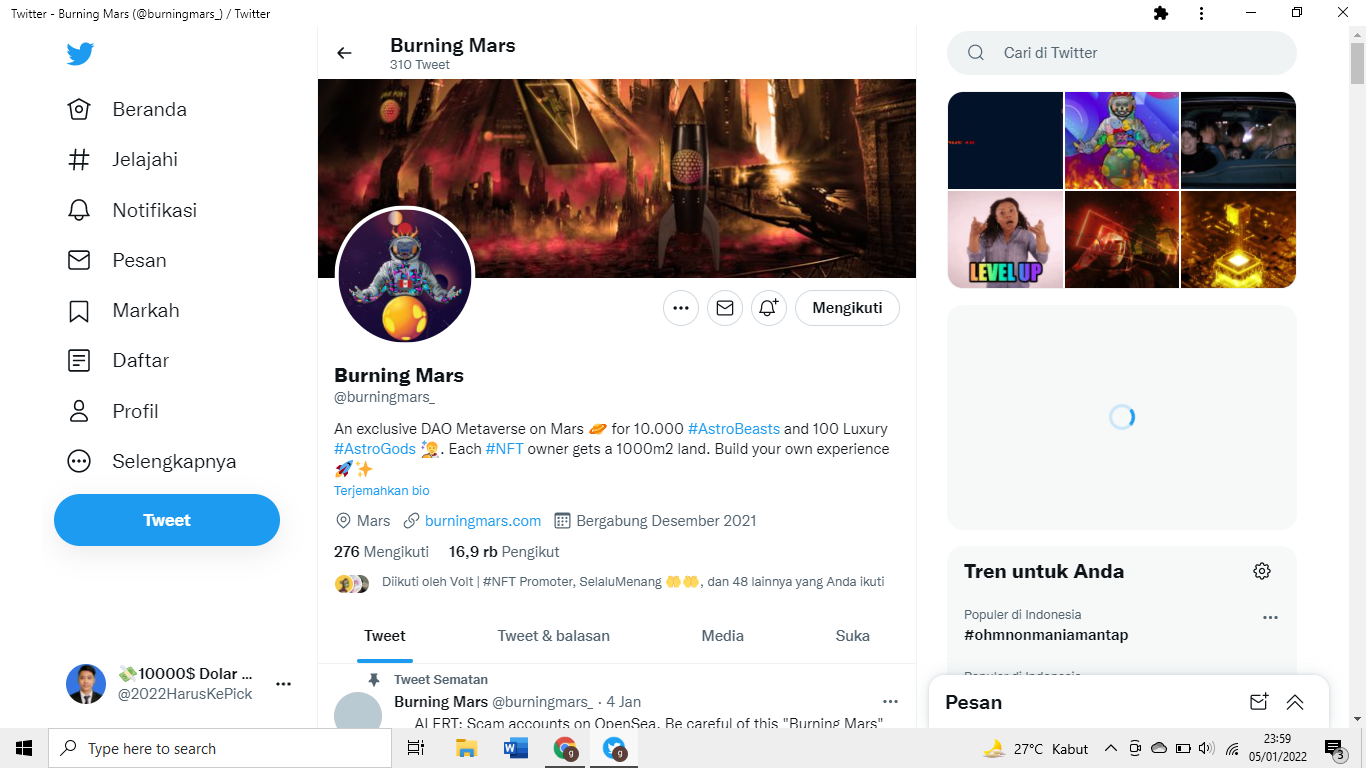 Twitter - Burning Mars (@burningmars_) / Twitter
Beranda
Jelajahi
Notifikasi
Pesan
Markah
Daftar
Profil
Selengkapnya
Tweet
💸10000$ Dolar ...
@2022HarusKePick
Burning Mars
310 Tweet
Mengikuti
Burning Mars
@burningmars_
An exclusive DAO Metaverse on Mars 🪐 for 10.000 #AstroBeasts and 100 Luxury
#AstroGods. Each #NFT owner gets a 1000m2 land. Build your own experience
🚀✨
Terjemahkan bio
Mars burningmars.com Bergabung Desember 2021
276 Mengikuti 16,9 rb Pengikut
Diikuti oleh Volt | #NFT Promoter, SelaluMenang 🤲🤲, dan 48 lainnya yang Anda ikuti
Tweet Tweet & balasan Media Suka
Tweet Sematan
Burning Mars @burningmars_ · 4 Jan
ALERT: Scam accounts on OpenSea. Be careful of this "Burning Mars"
Cari di Twitter
LEVEL UP
Tren untuk Anda
Populer di Indonesia
#ohmnonmaniamantap
Populer di Indonesia
Pesan
Type here to search
27°C Kabut
23:59
05/01/2022
3